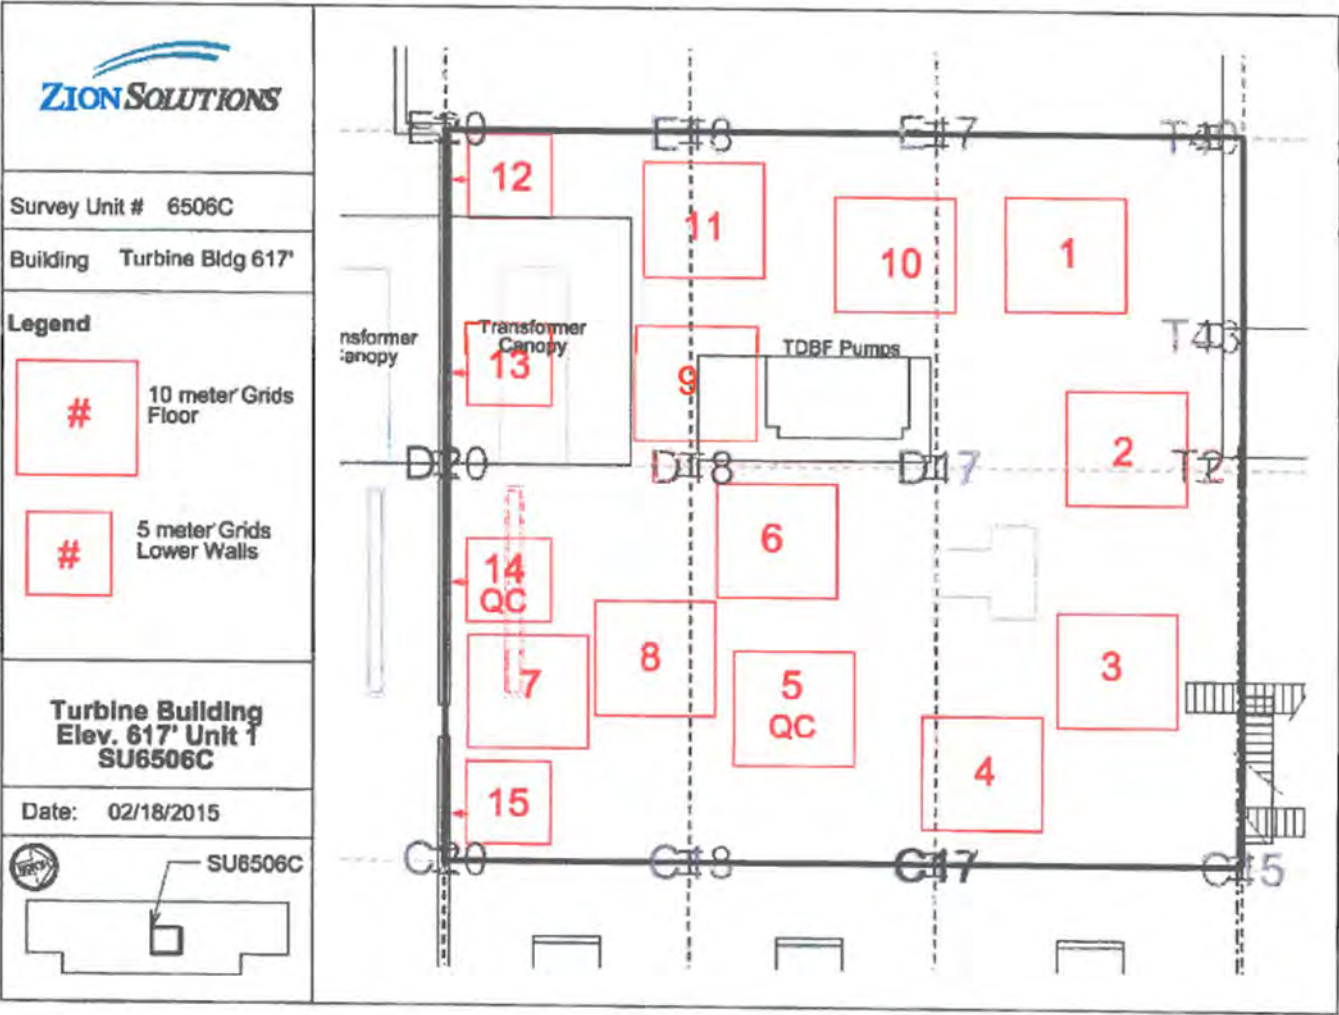 ZIONSOLUTIONS
Survey Unit # 6506C
Building Turbine Bldg 617'
Legend
#
10 meter Grids
Floor
#
5 meter Grids
Lower Walls
Turbine Building
Elev. 617' Unit 1
SU6506C
Date: 02/18/2015
SU6506C
E18
E17
12
11
10
1
nsformer
anopy
Transformer
Canopy
13
9
TDBF Pumps
2
D20
D18
D17
T2
14
QC
6
7
8
5
QC
3
4
15
C20
C18
C17
C15